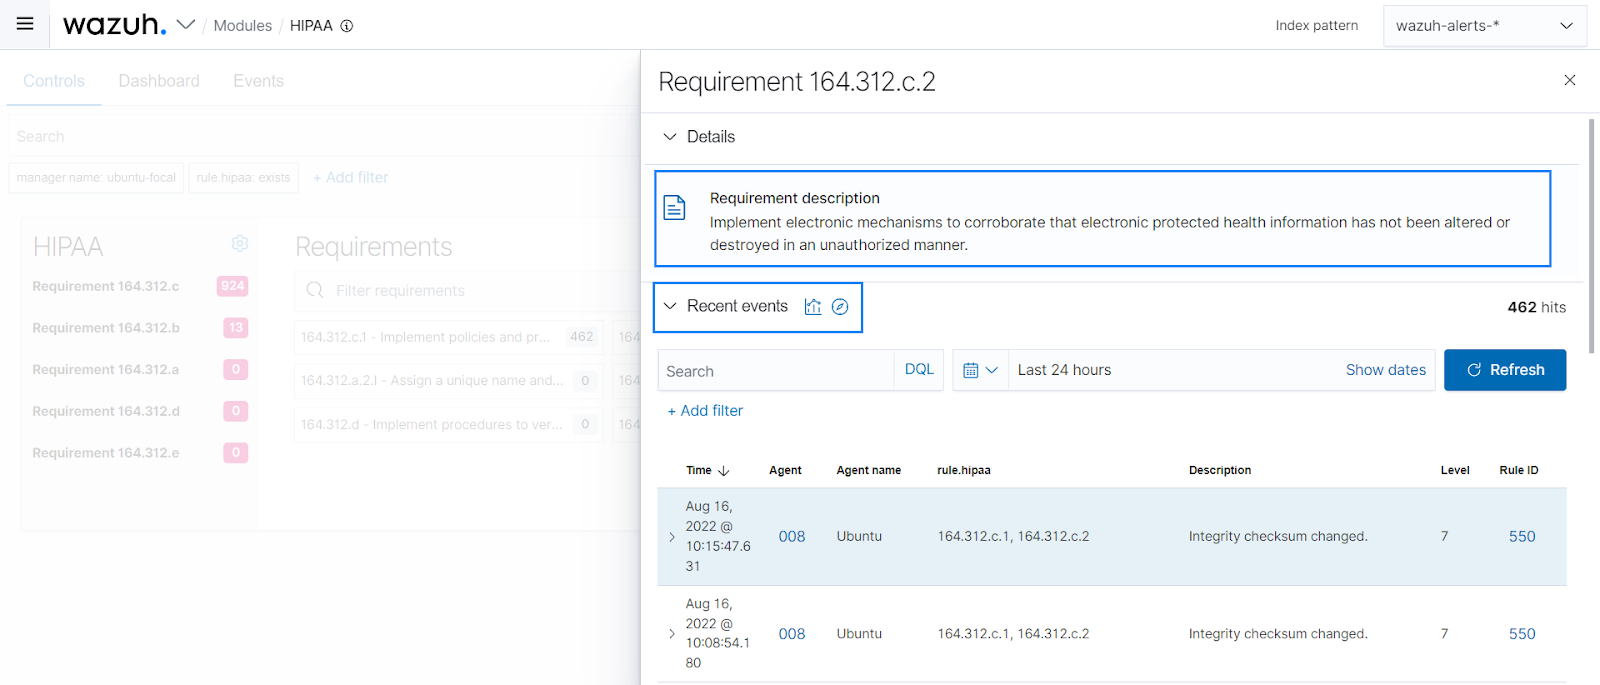 wazuh. / Modules / HIPAA
Index pattern
wazuh-alerts-*
Controls Dashboard Events
Search
manager.name: ubuntu-focal rule.hipaa: exists + Add filter
HIPAA
Requirement 164.312.c 924
Requirement 164.312.b 13
Requirement 164.312.a 0
Requirement 164.312.d 0
Requirement 164.312.e 0
Requirements
Filter requirements
164.312.c.1 - Implement policies and pr... 462 164
164.312.a.2.I - Assign a unique name and... 0 164
164.312.d - Implement procedures to ver... 0 164
Requirement 164.312.c.2
Details
Requirement description
Implement electronic mechanisms to corroborate that electronic protected health information has not been altered or
destroyed in an unauthorized manner.
Recent events
462 hits
Search DQL Last 24 hours Show dates Refresh
+ Add filter
Time Agent Agent name rule.hipaa Description Level Rule ID
Aug 16,
2022 @
10:15:47.6
31
008 Ubuntu 164.312.c.1, 164.312.c.2 Integrity checksum changed. 7 550
Aug 16,
2022 @
10:08:54.1
80
008 Ubuntu 164.312.c.1, 164.312.c.2 Integrity checksum changed. 7 550